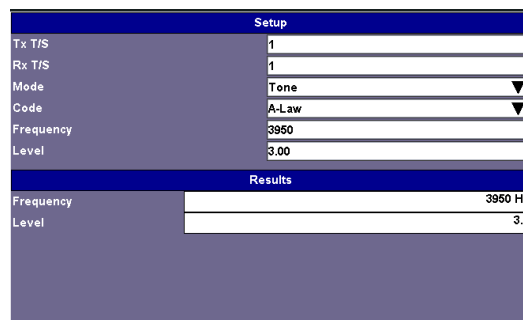 Setup
Tx T/S 1
Rx T/S 1
Mode Tone
Code A-Law
Frequency 3950
Level 3.00
Results
Frequency 3950 H
Level 3.